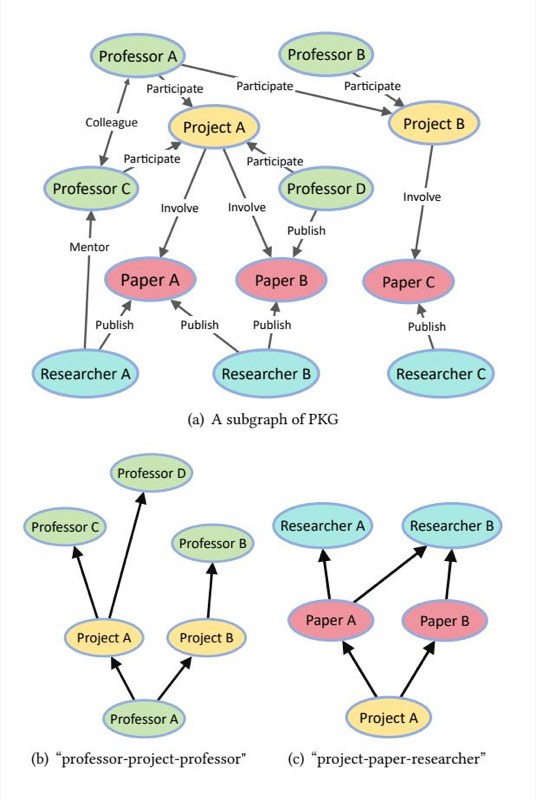 Professor A
Professor B
Participate
Participate
Participate
Colleague
Project A
Project B
Participate
Participate
Professor C
Professor D
Involve
Involve
Involve
Publish
Mentor
Paper A
Paper B
Paper C
Publish
Publish
Publish
Publish
Researcher A
Researcher B
Researcher C
(a) A subgraph of PKG
Professor D
Professor C
Professor B
Project A
Project B
Professor A
(b) “professor-project-professor"
Researcher A
Researcher B
Paper A
Paper B
Project A
(c) “project-paper-researcher”